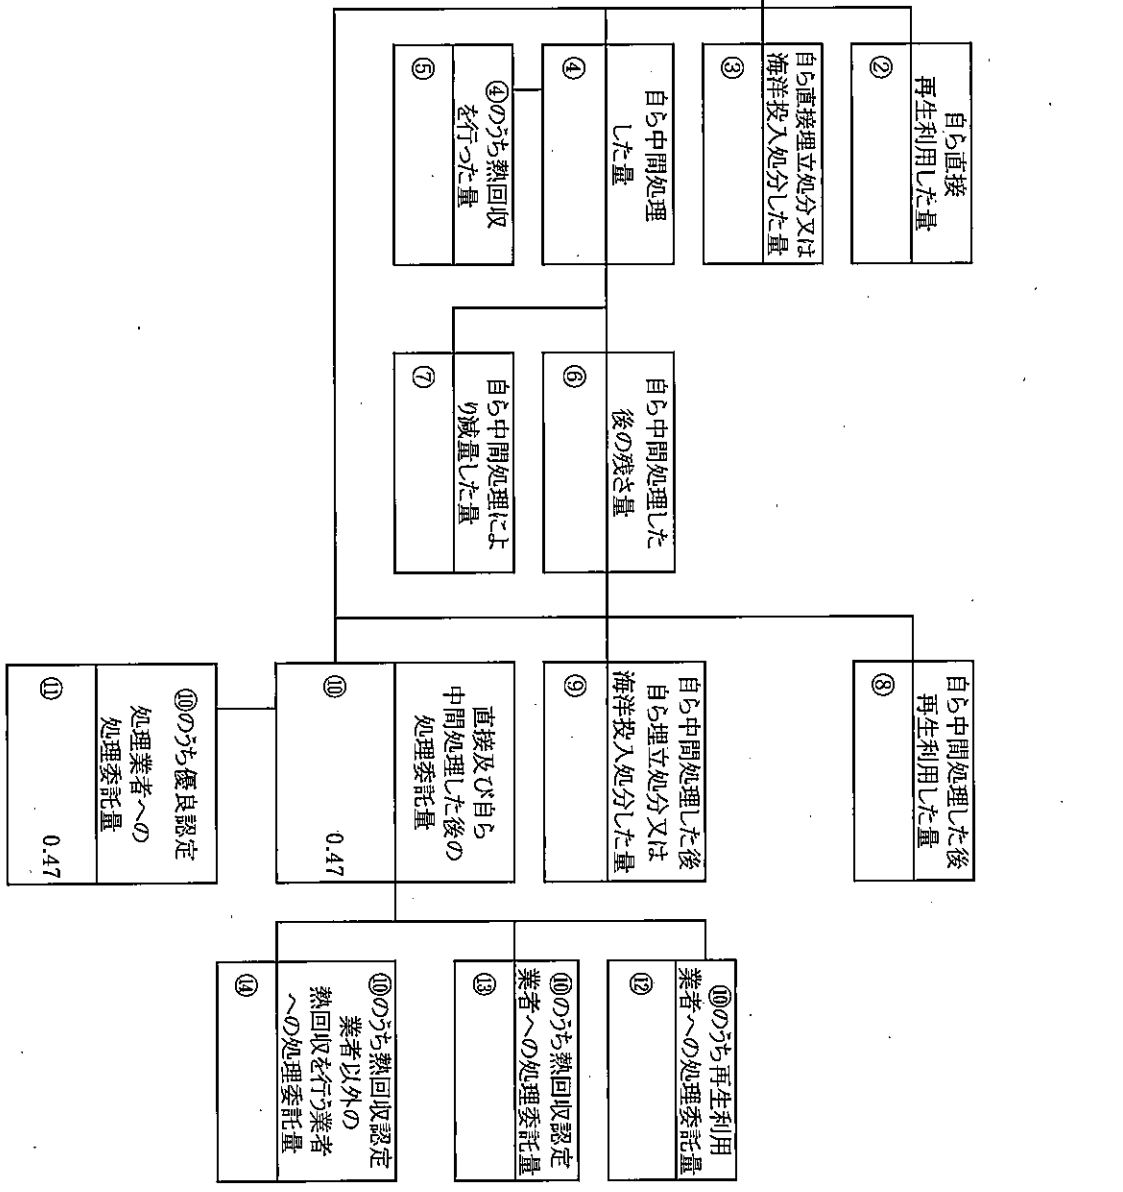 自ら直接
再生利用した量
②
自ら直接埋立処分又は
海洋投入処分した量
③
自ら中間処理
した量
④
④のうち熱回収
を行った量
⑤
自ら中間処理した
後の残さ量
⑥
自ら中間処理によ
り減量した量
⑦
自ら中間処理した後
再生利用した量
⑧
自ら中間処理した後
自ら埋立処分又は
海洋投入処分した量
⑨
直接及び自ら
中間処理した後の
処理委託量
⑩
0.47
⑩のうち優良認定
処理業者への
処理委託量
⑪
0.47
⑩のうち再生利用
業者への処理委託量
⑫
⑩のうち熱回収認定
業者への処理委託量
⑬
⑩のうち熱回収認定
業者以外の
熱回収を行う業者
への処理委託量
⑭